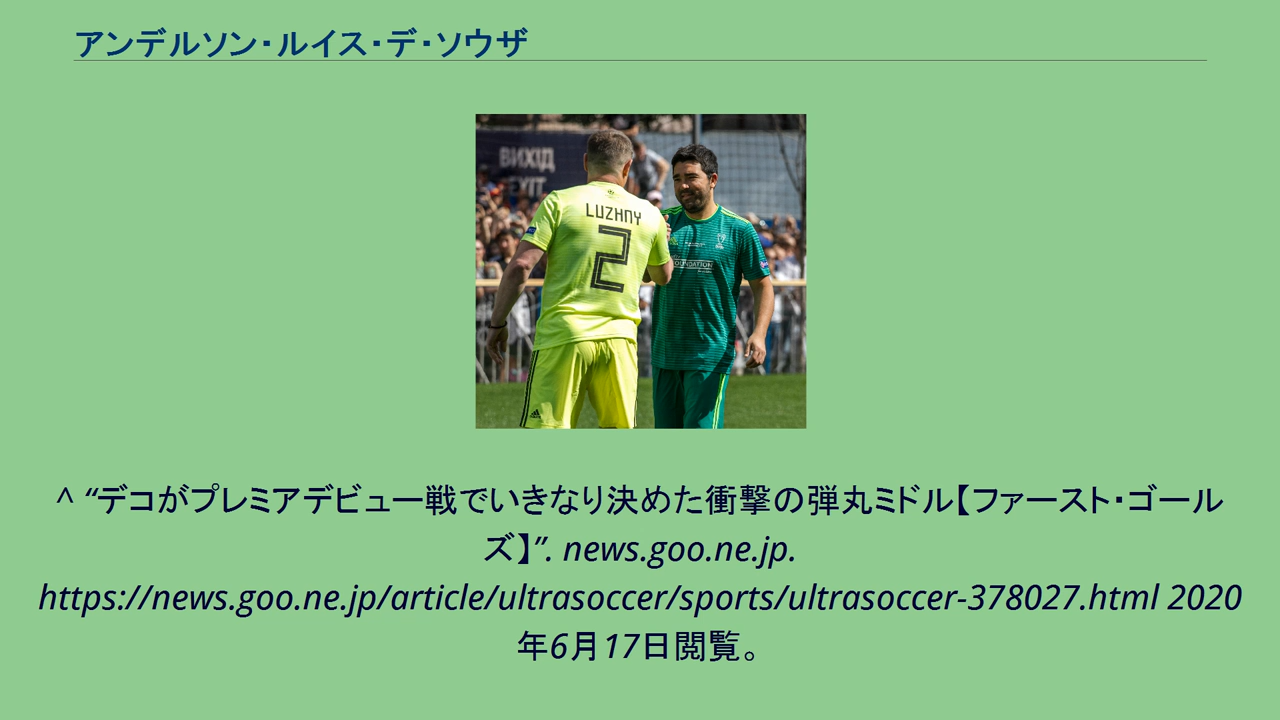 アンデルソン・ルイス・デ・ソウザ
ВИХІД
EXIT
LUZHNY
2
FOUNDATION
^ “デコがプレミアデビュー戦でいきなり決めた衝撃の弾丸ミドル【ファースト・ゴール
ズ】”. news.goo.ne.jp.
https://news.goo.ne.jp/article/ultrasoccer/sports/ultrasoccer-378027.html 2020
年6月17日閲覧。